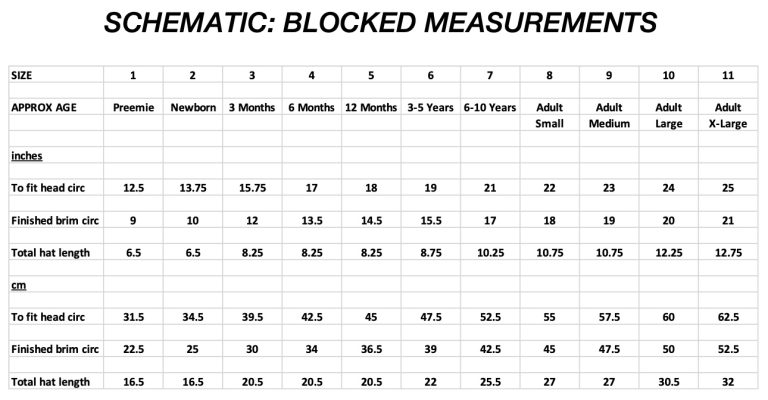 SCHEMATIC: BLOCKED MEASUREMENTS
SIZE 1 2 3 4 5 6 7 8 9 10 11
APPROX AGE Preemie Newborn 3 Months 6 Months 12 Months 3-5 Years 6-10 Years Adult Adult Adult Adult
Small Medium Large X-Large
inches
To fit head circ 12.5 13.75 15.75 17 18 19 21 22 23 24 25
Finished brim circ 9 10 12 13.5 14.5 15.5 17 18 19 20 21
Total hat length 6.5 6.5 8.25 8.25 8.25 8.75 10.25 10.75 10.75 12.25 12.75
cm
To fit head circ 31.5 34.5 39.5 42.5 45 47.5 52.5 55 57.5 60 62.5
Finished brim circ 22.5 25 30 34 36.5 39 42.5 45 47.5 50 52.5
Total hat length 16.5 16.5 20.5 20.5 20.5 22 25.5 27 27 30.5 32